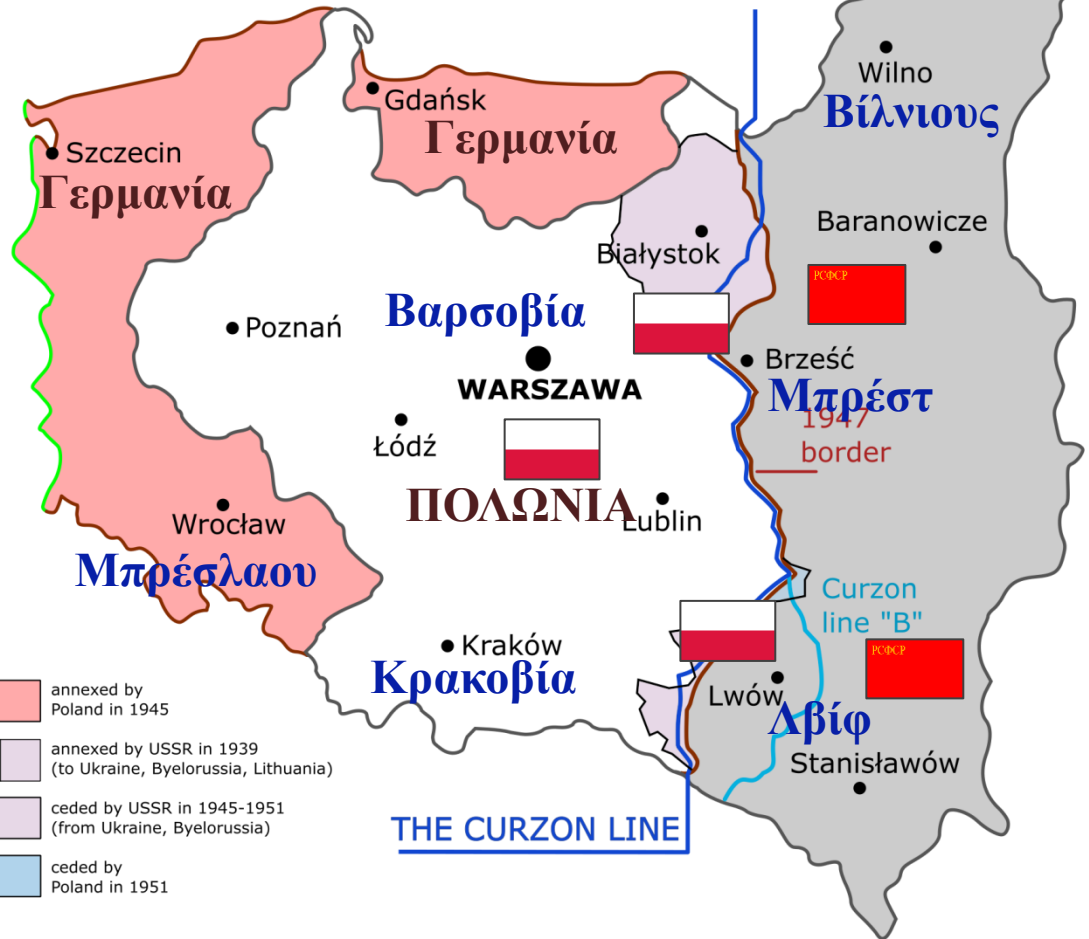 Wilno
Βίλνιους
Gdańsk
Γερμανία
Szczecin
Γερμανία
Baranowicze
Białystok
РСФСР
Βαρσοβία
Poznań
Brześć
WARSZAWA
Μπρέστ
1947
border
Łódź
ΠΟΛΩΝΙΑ
Lublin
Wrocław
Μπρέσλαου
Curzon
line "B"
Kraków
Κρακοβία
РСФСР
Lwów
Λβίφ
Stanisławów
annexed by
Poland in 1945
annexed by USSR in 1939
(to Ukraine, Byelorussia, Lithuania)
ceded by USSR in 1945-1951
(from Ukraine, Byelorussia)
THE CURZON LINE
ceded by
Poland in 1951